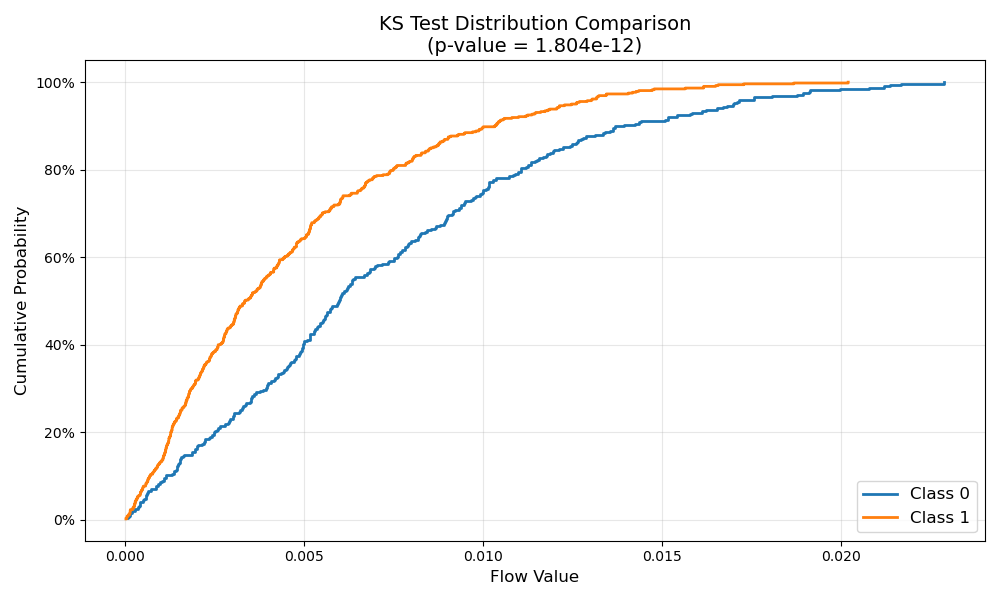 KS Test Distribution Comparison
(p-value = 1.804e-12)
Cumulative Probability
100%
80%
60%
40%
20%
0%
Class 0
Class 1
0.000
0.005
0.010
0.015
0.020
Flow Value